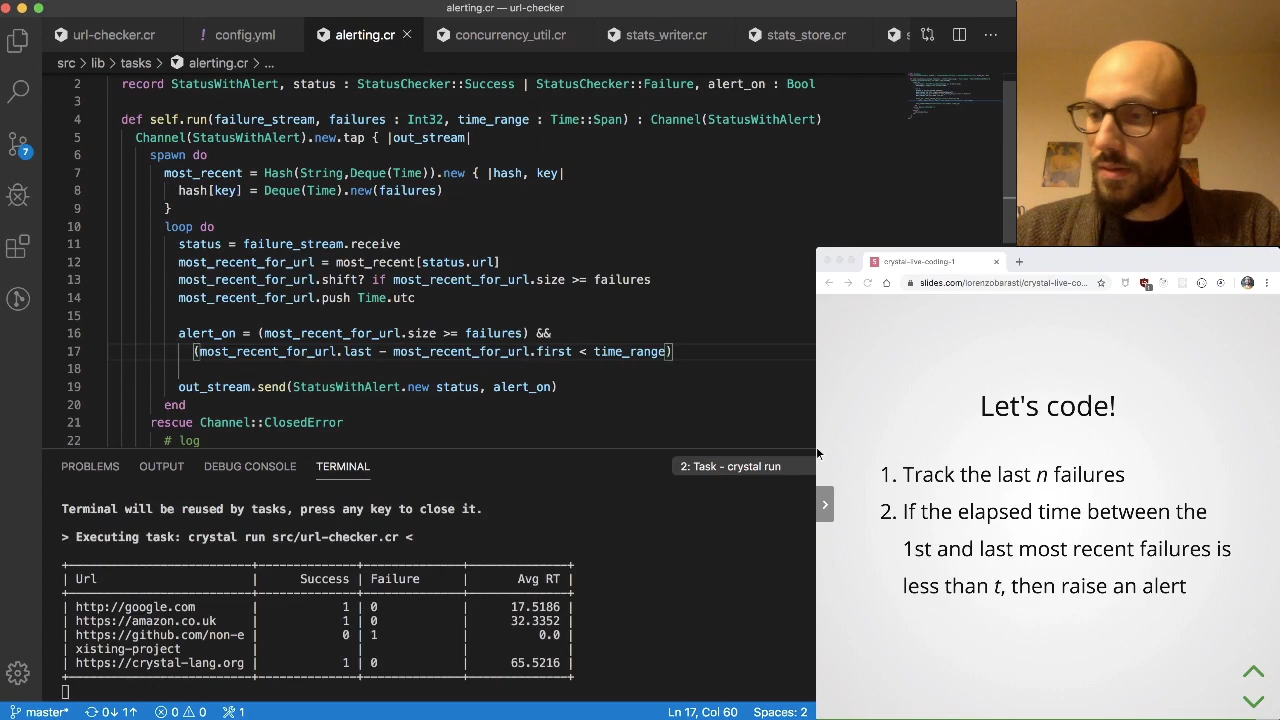 alerting.cr — url-checker
url-checker.cr
config.yml
alerting.cr
concurrency_util.cr
stats_writer.cr
stats_store.cr
src > lib > tasks > alerting.cr > ...
2 record StatusWithAlert, status : StatusChecker::Success | StatusChecker::Failure, alert_on : Bool
3
4 def self.run(failure_stream, failures : Int32, time_range : Time::Span) : Channel(StatusWithAlert)
5 Channel(StatusWithAlert).new.tap { |out_stream|
6 spawn do
7 most_recent = Hash(String,Deque(Time)).new { |hash, key|
8 hash[key] = Deque(Time).new(failures)
9 }
10 loop do
11 status = failure_stream.receive
12 most_recent_for_url = most_recent[status.url]
13 most_recent_for_url.shift? if most_recent_for_url.size >= failures
14 most_recent_for_url.push Time.utc
15
16 alert_on = (most_recent_for_url.size >= failures) &&
17 (most_recent_for_url.last - most_recent_for_url.first < time_range)
18
19 out_stream.send(StatusWithAlert.new status, alert_on)
20 end
21 rescue Channel::ClosedError
22 # log
7
PROBLEMS OUTPUT DEBUG CONSOLE TERMINAL 2: Task - crystal run
Terminal will be reused by tasks, press any key to close it.
> Executing task: crystal run src/url-checker.cr <
| Url | Success | Failure | Avg RT |
| http://google.com | 1 | 0 | 17.5186 |
| https://amazon.co.uk | 1 | 0 | 32.3352 |
| https://github.com/non-e | 0 | 1 | 0.0 |
| xisting-project | | | |
| https://crystal-lang.org | 1 | 0 | 65.5216 |
master* 0↓ 1↑ 0 0 1 Ln 17, Col 60 Spaces: 2
crystal-live-coding-1
slides.com/lorenzobarasti/crystal-live-co...
Let's code!
1. Track the last n failures
2. If the elapsed time between the
1st and last most recent failures is
less than t, then raise an alert